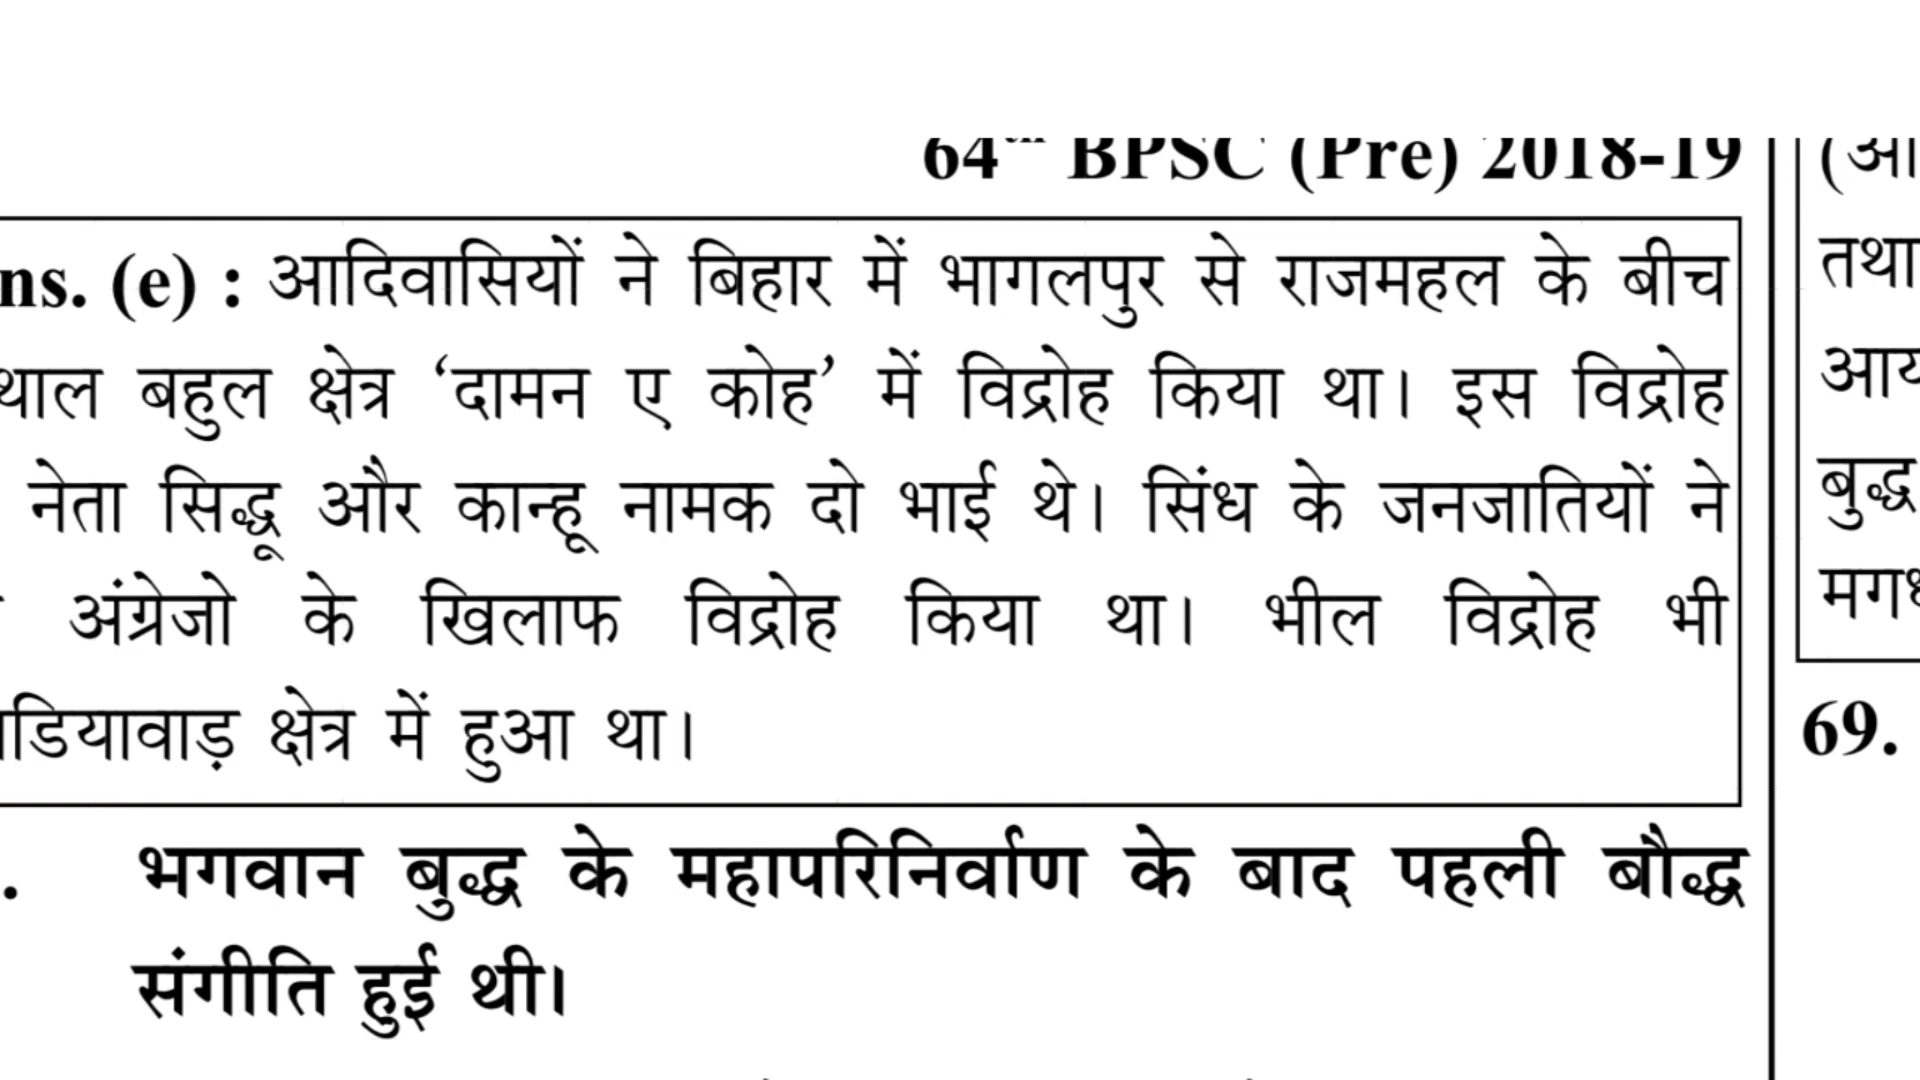 64th BPSC (Pre) 2018-19
ns. (e) : आदिवासियों ने बिहार में भागलपुर से राजमहल के बीच
थाल बहुल क्षेत्र ‘दामन ए कोह’ में विद्रोह किया था। इस विद्रोह
नेता सिद्धू और कान्हू नामक दो भाई थे। सिंध के जनजातियों ने
अंग्रेजो के खिलाफ विद्रोह किया था। भील विद्रोह भी
डियावाड़ क्षेत्र में हुआ था।
. भगवान बुद्ध के महापरिनिर्वाण के बाद पहली बौद्ध
संगीति हुई थी।
(आ
तथा
आय
बुद्ध
मगध
69.